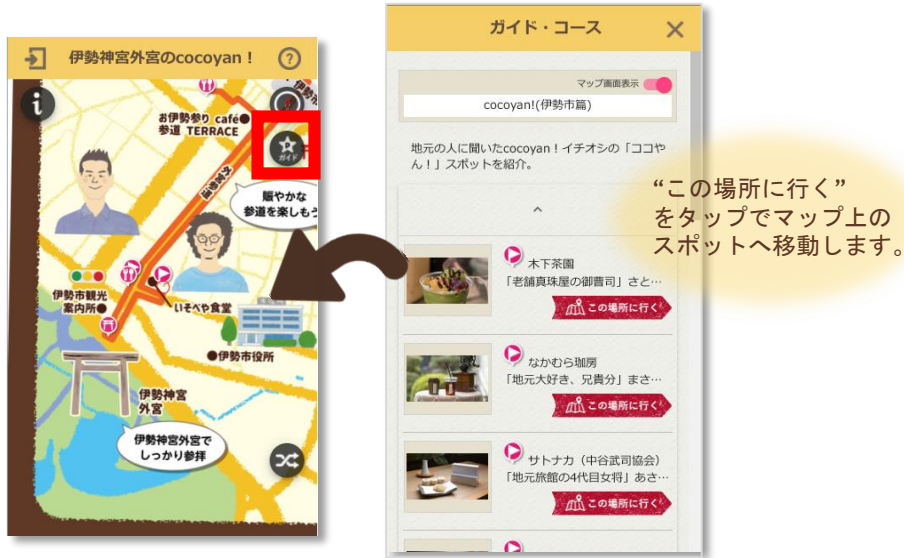 伊勢神宮外宮のcocoyan！
?
i
お伊勢参り café●
参道 TERRACE
ガイド
外宮参道
賑やかな
参道を楽しもう
伊勢市観光
案内所●
いそべや食堂
●伊勢市役所
伊勢神宮
外宮
伊勢神宮外宮で
しっかり参拝
ガイド・コース
マップ画面表示
cocoyan!(伊勢市篇)
地元の人に聞いたcocoyan！イチオシの「ココや
ん！」スポットを紹介。
木下茶園
「老舗真珠屋の御曹司」さと…
この場所に行く
なかむら珈房
「地元大好き、兄貴分」まさ…
この場所に行く
サトナカ（中谷武司協会）
「地元旅館の4代目女将」あさ…
この場所に行く
“この場所に行く”
をタップでマップ上の
スポットへ移動します。